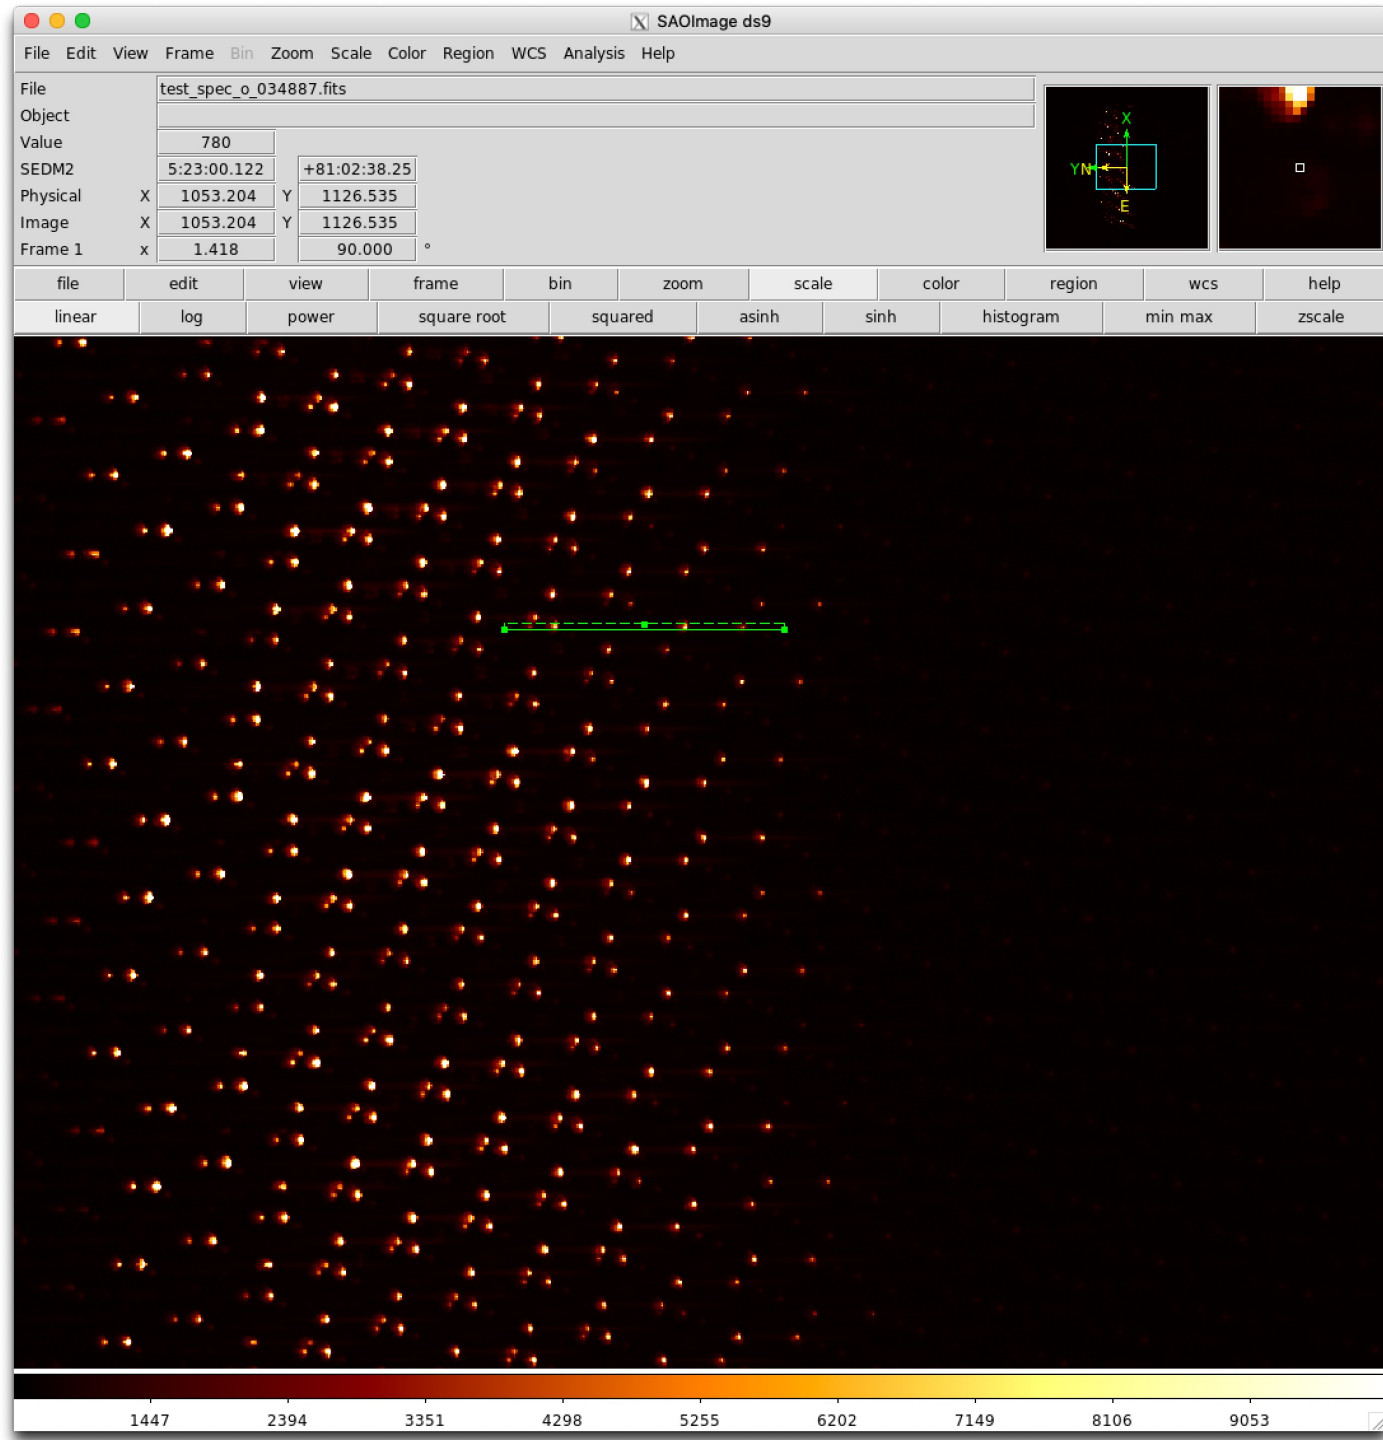 SAOImage ds9
File Edit View Frame Bin Zoom Scale Color Region WCS Analysis Help
File test_spec_o_034887.fits
Object
Value 780
SEDM2 5:23:00.122 +81:02:38.25
Physical X 1053.204 Y 1126.535
Image X 1053.204 Y 1126.535
Frame 1 x 1.418 90.000 °
X
YN
E
file edit view frame bin zoom scale color region wcs help
linear log power square root squared asinh sinh histogram min max zscale
1447 2394 3351 4298 5255 6202 7149 8106 9053